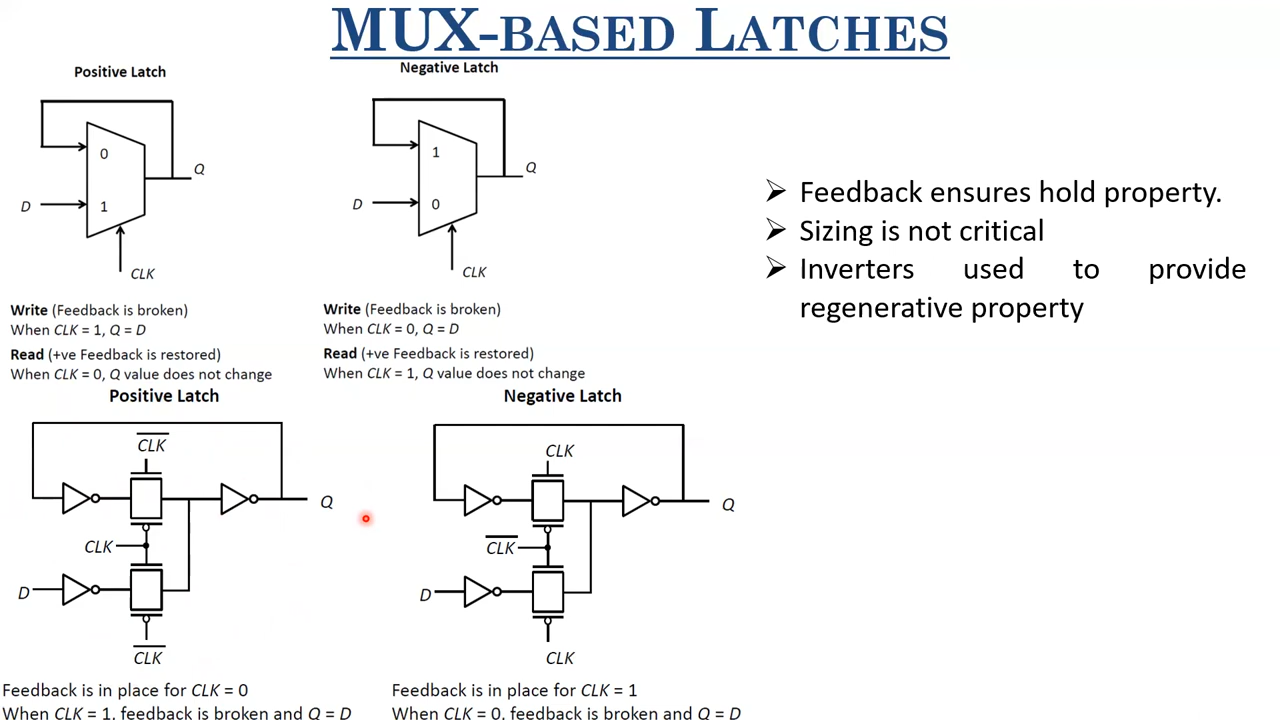 MUX-BASED LATCHES
Positive Latch
0
1
D
Q
CLK
Write (Feedback is broken)
When CLK = 1, Q = D
Read (+ve Feedback is restored)
When CLK = 0, Q value does not change
Negative Latch
1
0
D
Q
CLK
Write (Feedback is broken)
When CLK = 0, Q = D
Read (+ve Feedback is restored)
When CLK = 1, Q value does not change
➢ Feedback ensures hold property.
➢ Sizing is not critical
➢ Inverters used to provide
regenerative property
Positive Latch
C̅L̅K̅
Q
CLK
D
C̅L̅K̅
Feedback is in place for CLK = 0
When CLK = 1, feedback is broken and Q = D
Negative Latch
CLK
Q
C̅L̅K̅
D
CLK
Feedback is in place for CLK = 1
When CLK = 0, feedback is broken and Q = D